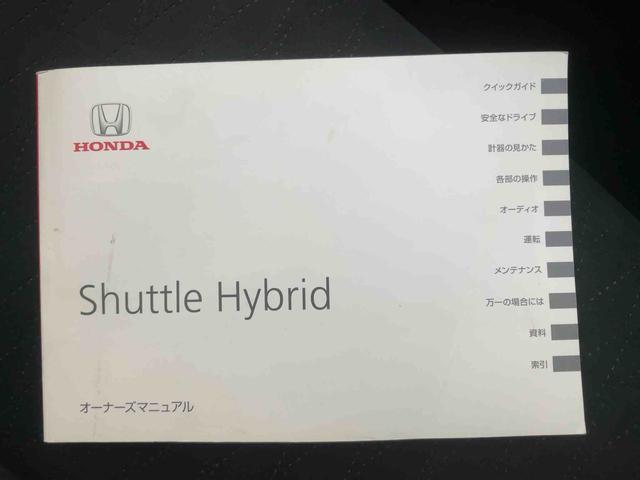 HONDA
Shuttle Hybrid
オーナーズマニュアル
クイックガイド
安全なドライブ
計器の見かた
各部の操作
オーディオ
運転
メンテナンス
万一の場合には
資料
索引